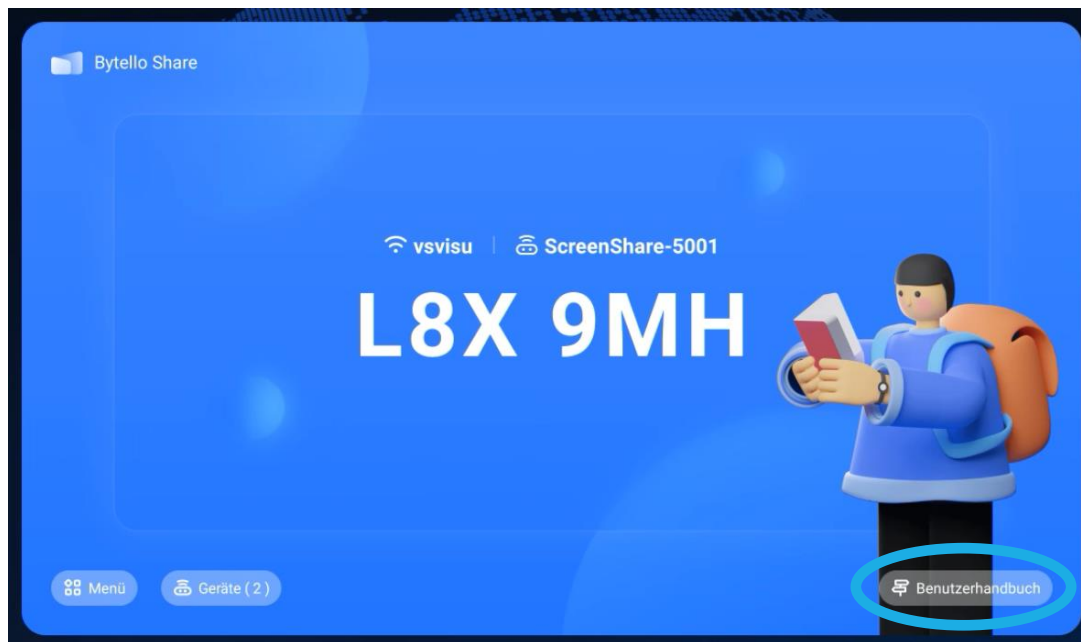 Bytello Share
vsvisu ScreenShare-5001
L8X 9MH
Menü Geräte ( 2 ) Benutzerhandbuch